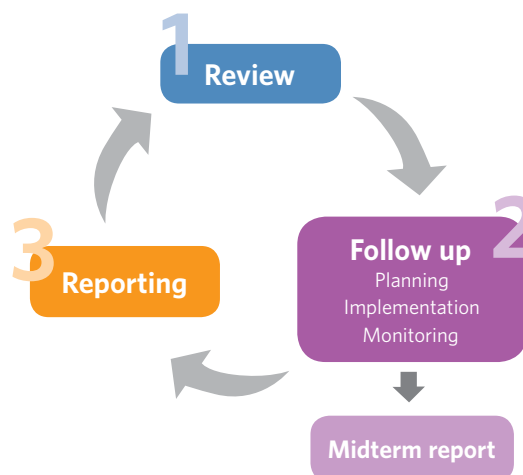 1
Review
2
Follow up
Planning
Implementation
Monitoring
Midterm report
3
Reporting